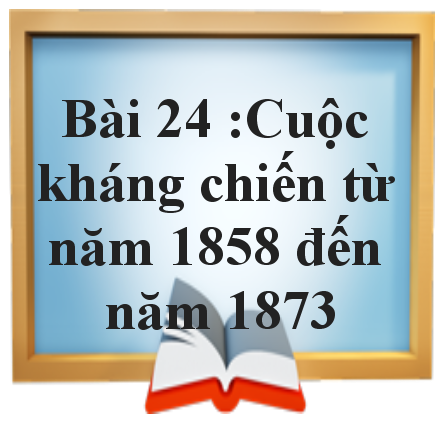 Bài 24 :Cuộc
kháng chiến từ
năm 1858 đến
năm 1873